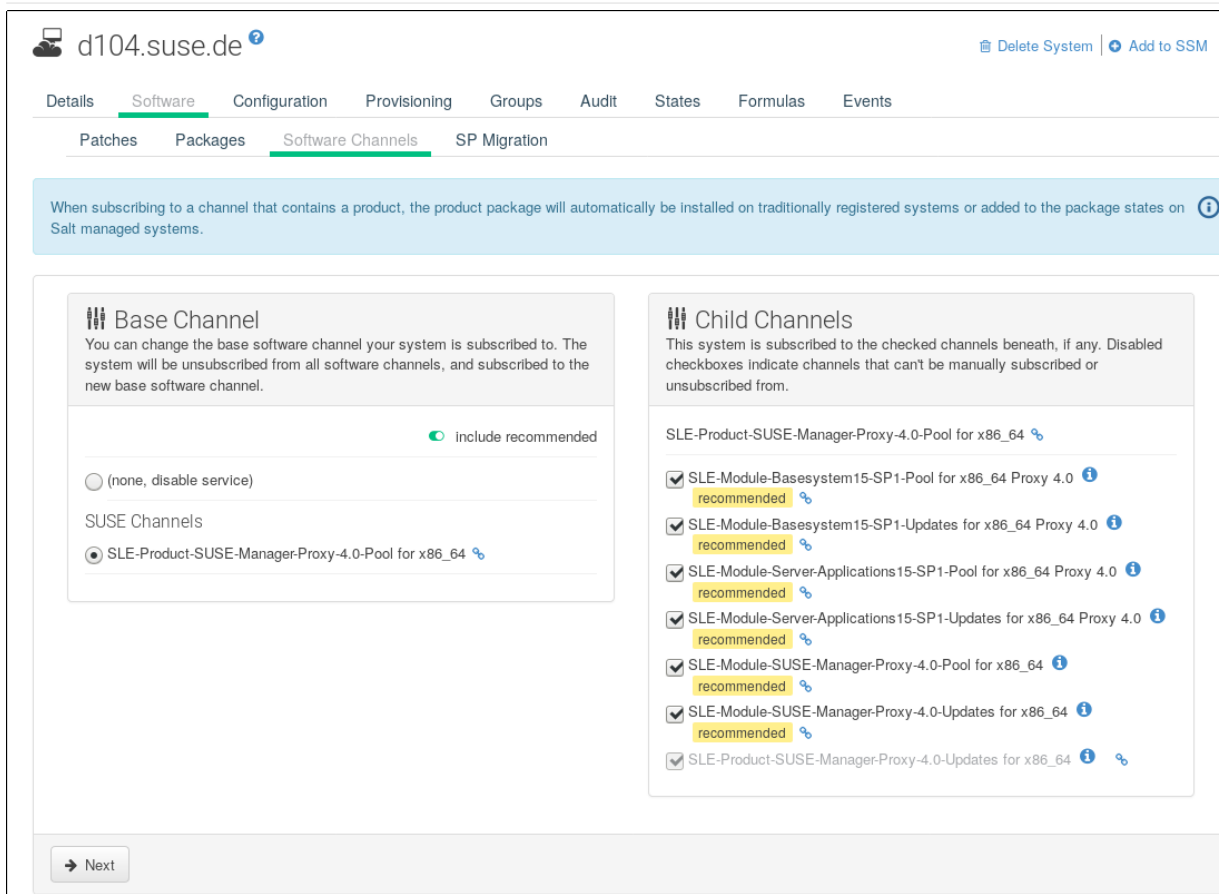 d104.suse.de
Delete System | Add to SSM
Details Software Configuration Provisioning Groups Audit States Formulas Events
Patches Packages Software Channels SP Migration
When subscribing to a channel that contains a product, the product package will automatically be installed on traditionally registered systems or added to the package states on
Salt managed systems.
Base Channel
You can change the base software channel your system is subscribed to. The
system will be unsubscribed from all software channels, and subscribed to the
new base software channel.
include recommended
(none, disable service)
SUSE Channels
SLE-Product-SUSE-Manager-Proxy-4.0-Pool for x86_64
Child Channels
This system is subscribed to the checked channels beneath, if any. Disabled
checkboxes indicate channels that can't be manually subscribed or
unsubscribed from.
SLE-Product-SUSE-Manager-Proxy-4.0-Pool for x86_64
SLE-Module-Basesystem15-SP1-Pool for x86_64 Proxy 4.0
recommended
SLE-Module-Basesystem15-SP1-Updates for x86_64 Proxy 4.0
recommended
SLE-Module-Server-Applications15-SP1-Pool for x86_64 Proxy 4.0
recommended
SLE-Module-Server-Applications15-SP1-Updates for x86_64 Proxy 4.0
recommended
SLE-Module-SUSE-Manager-Proxy-4.0-Pool for x86_64
recommended
SLE-Module-SUSE-Manager-Proxy-4.0-Updates for x86_64
recommended
SLE-Product-SUSE-Manager-Proxy-4.0-Updates for x86_64
Next